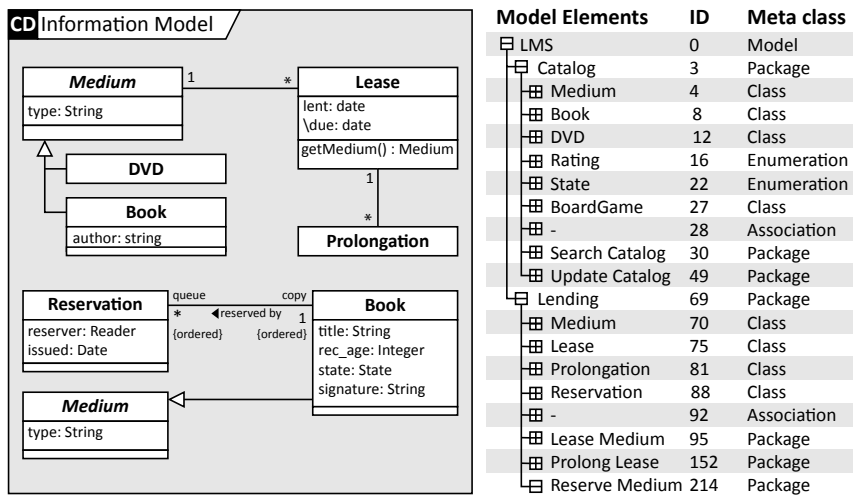 CD Information Model
Medium
type: String
1
*
Lease
lent: date
\due: date
getMedium() : Medium
DVD
Book
author: string
1
*
Prolongation
Reservation
reserver: Reader
issued: Date
queue
copy
*
◀reserved by
1
{ordered}
{ordered}
Book
title: String
rec_age: Integer
state: State
signature: String
Medium
type: String
Model Elements ID Meta class
LMS 0 Model
Catalog 3 Package
Medium 4 Class
Book 8 Class
DVD 12 Class
Rating 16 Enumeration
State 22 Enumeration
BoardGame 27 Class
- 28 Association
Search Catalog 30 Package
Update Catalog 49 Package
Lending 69 Package
Medium 70 Class
Lease 75 Class
Prolongation 81 Class
Reservation 88 Class
- 92 Association
Lease Medium 95 Package
Prolong Lease 152 Package
Reserve Medium 214 Package